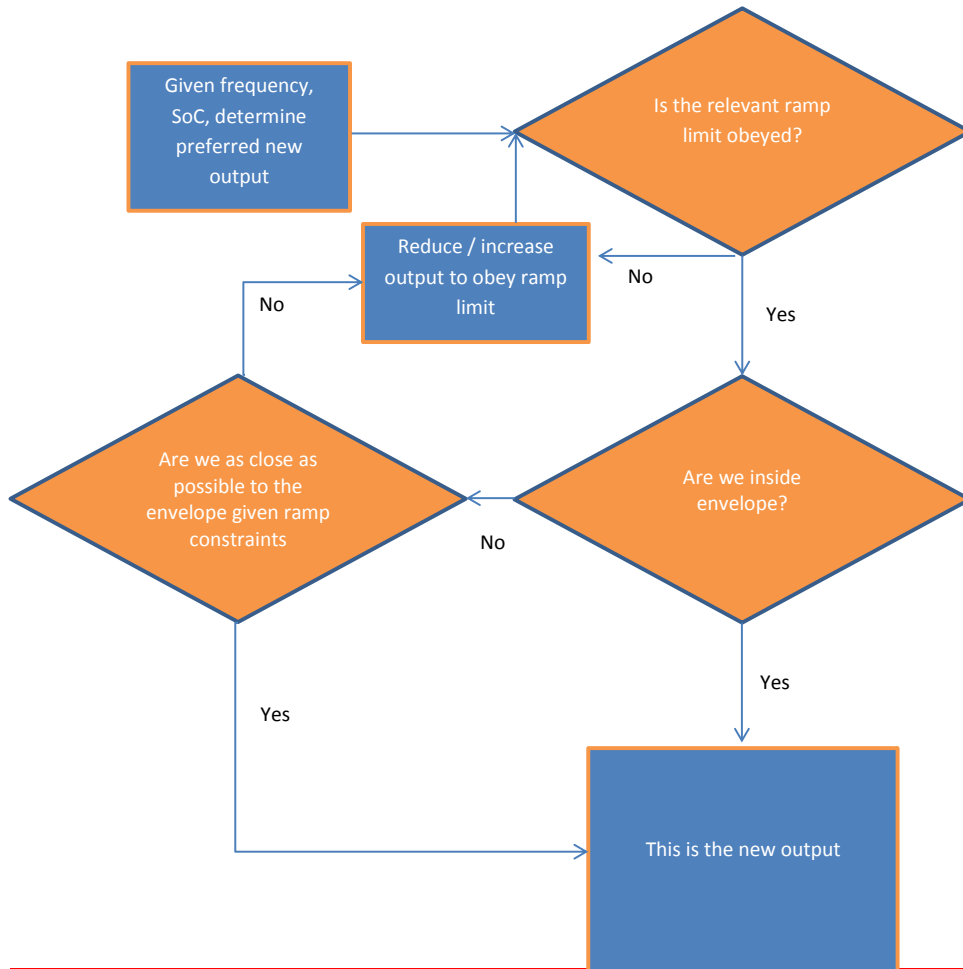 Given frequency,
SoC, determine
preferred new
output
Is the relevant ramp
limit obeyed?
Reduce / increase
output to obey ramp
limit
No
No
Yes
Are we as close as
possible to the
envelope given ramp
constraints
Are we inside
envelope?
No
Yes
Yes
This is the new output